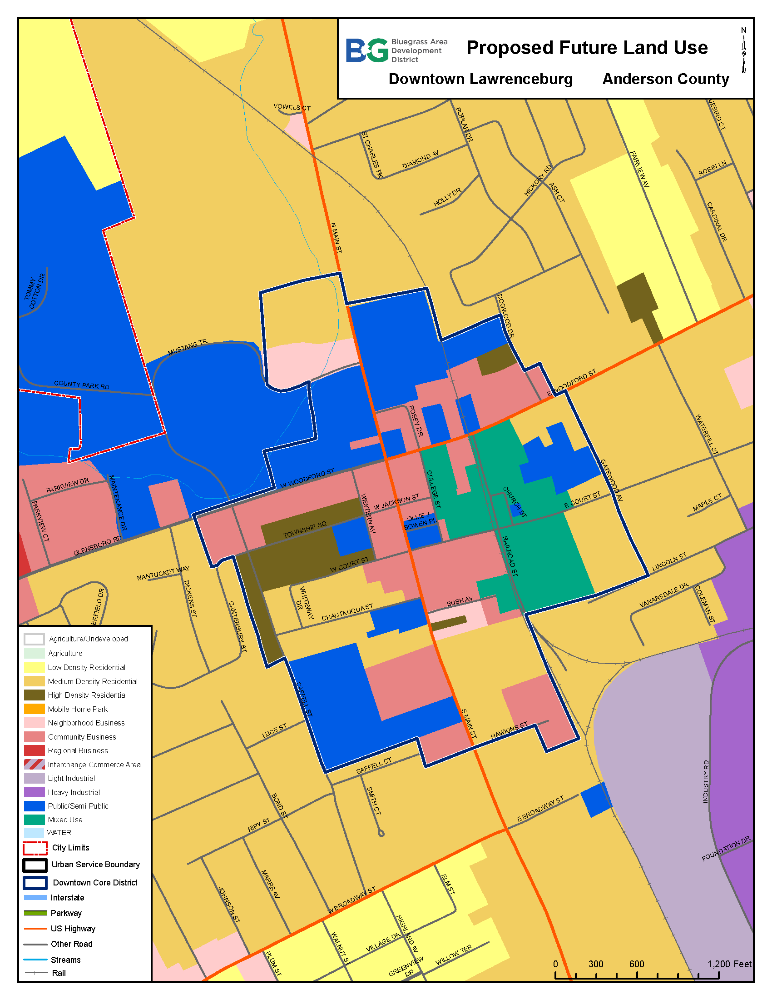 Bluegrass Area
Development
District
BG
Proposed Future Land Use
Downtown Lawrenceburg Anderson County
N
VOWELS CT
ST CHARLES PK
POPLAR DR
DIAMOND AV
HOLLY DR
HICKORY RD
ASH CT
FAIRVIEW AV
UEBIRD CT
ROBIN LN
CARDINAL DR
N MAIN ST
TOMMY
COTTON DR
DOGWOOD DR
MUSTANG TR
COUNTY PARK RD
E WOODFORD ST
POSEY DR
WATERFILL ST
W WOODFORD ST
GATEWOOD AV
PARKVIEW DR
MAINTENANCE DR
PARKVIEW CT
COLLEGE ST
CHURCH ST
E COURT ST
MAPLE CT
WESTERN AV
W JACKSON ST
OLLIE J
BOWEN PL
TOWNSHIP SQ
GLENSBORO RD
RAILROAD ST
W COURT ST
LINCOLN ST
NANTUCKET WAY
DICKENS ST
ERFIELD DR
CANTERBURY ST
WHITEWAY
DR
CHAUTAUQUA ST
BUSH AV
VANARSDALE DR
COLEMAN ST
SAFFELL ST
S MAIN ST
HAWKINS ST
LUCE ST
SAFFELL CT
SMITH CT
BOND ST
RIPY ST
E BROADWAY ST
INDUSTRY RD
FOUNDATION DR
MARRS AV
JOHNSON ST
W BROADWAY ST
ELM ST
HIGHLAND AV
VILLAGE DR
WALNUT ST
PLUM ST
GREENVIEW
DR
WILLOW TER
Agriculture/Undeveloped
Agriculture
Low Density Residential
Medium Density Residential
High Density Residential
Mobile Home Park
Neighborhood Business
Community Business
Regional Business
Interchange Commerce Area
Light Industrial
Heavy Industrial
Public/Semi-Public
Mixed Use
WATER
City Limits
Urban Service Boundary
Downtown Core District
Interstate
Parkway
US Highway
Other Road
Streams
Rail
0 300 600 1,200 Feet